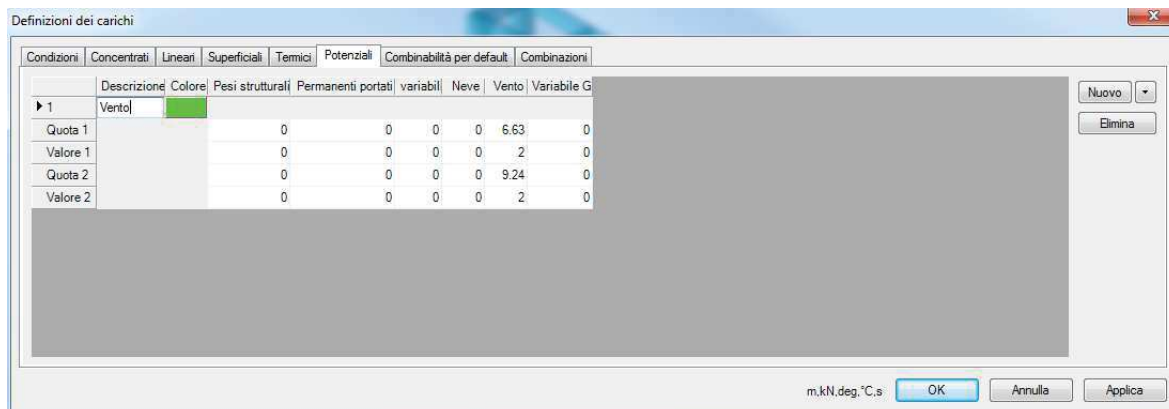 Definizioni dei carichi
Condizioni Concentrati Lineari Superficiali Termici Potenziali Combinabilità per default Combinazioni
Descrizione Colore Pesi strutturali Permanenti portati variabil Neve Vento Variabile G
Nuovo
1 Vento
Elimina
Quota 1 0 0 0 0 6.63 0
Valore 1 0 0 0 0 2 0
Quota 2 0 0 0 0 9.24 0
Valore 2 0 0 0 0 2 0
m,kN,deg,°C,s OK Annulla Applica